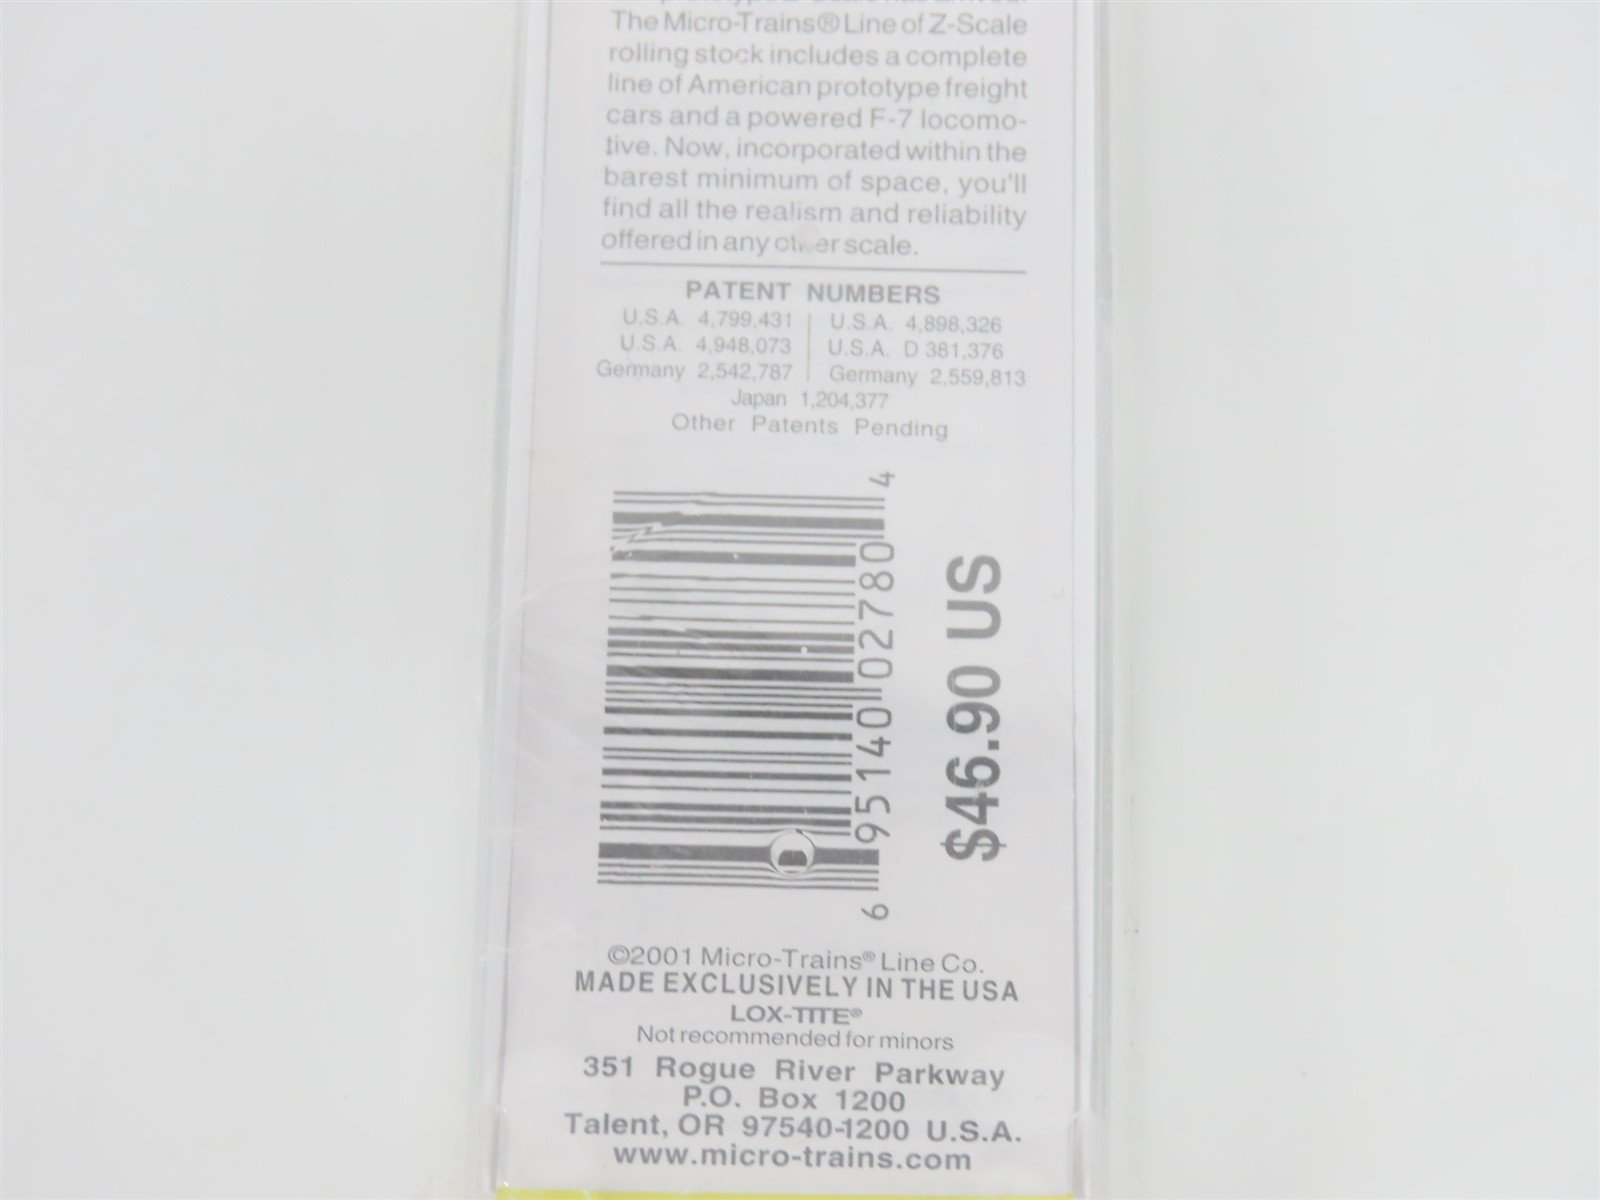 The Micro-Trains® Line of Z-Scale
rolling stock includes a complete
line of American prototype freight
cars and a powered F-7 locomo-
tive. Now, incorporated within the
barest minimum of space, you'll
find all the realism and reliability
offered in any other scale.
PATENT NUMBERS
U.S.A. 4,799,431 | U.S.A. 4,898,326
U.S.A. 4,948,073 | U.S.A. D 381,376
Germany 2,542,787 | Germany 2,559,813
Japan 1,204,377
Other Patents Pending
6 95140 02780 4
$46.90 US
©2001 Micro-Trains® Line Co.
MADE EXCLUSIVELY IN THE USA
LOX-TITE®
Not recommended for minors
351 Rogue River Parkway
P.O. Box 1200
Talent, OR 97540-1200 U.S.A.
www.micro-trains.com